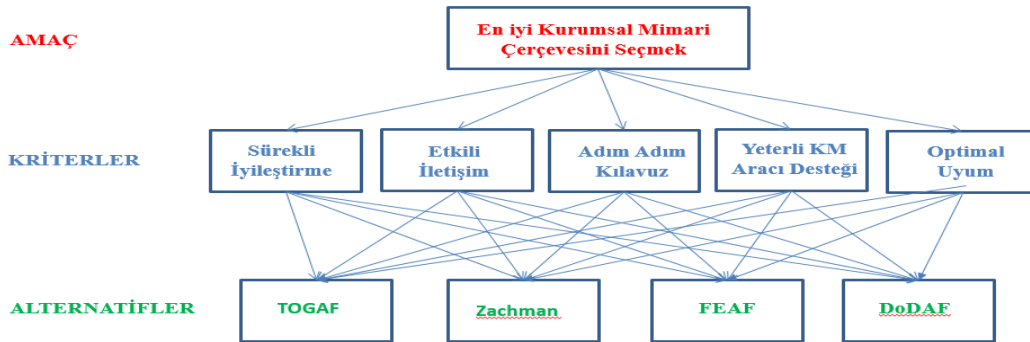 AMAÇ
En iyi Kurumsal Mimari
Çerçevesini Seçmek
KRİTERLER
Sürekli
İyileştirme
Etkili
İletişim
Adım Adım
Kılavuz
Yeterli KM
Aracı Desteği
Optimal
Uyum
ALTERNATİFLER
TOGAF
Zachman
FEAF
DoDAF